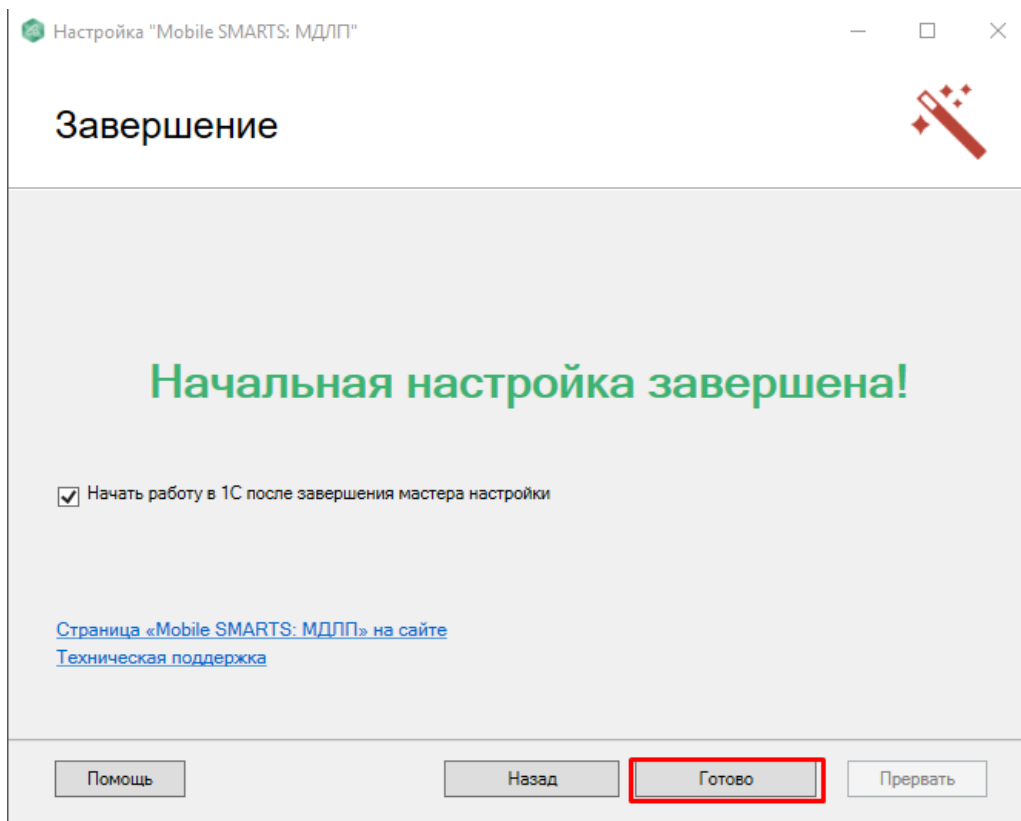 Настройка "Mobile SMARTS: МДЛП"
Завершение
Начальная настройка завершена!
Начать работу в 1С после завершения мастера настройки
Страница «Mobile SMARTS: МДЛП» на сайте
Техническая поддержка
Помощь Назад Готово Прервать